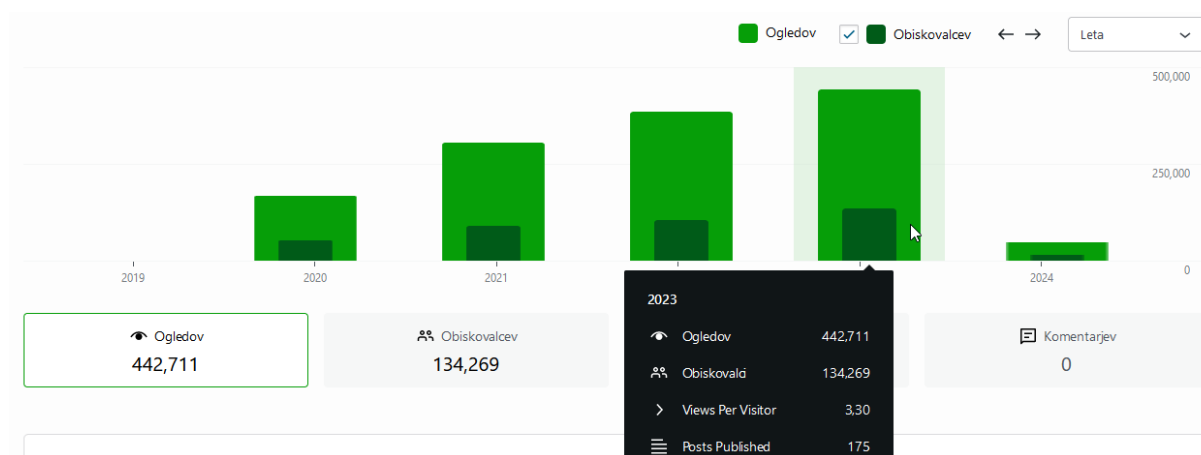 Ogledov
Obiskovalcev
Leta
500,000
250,000
0
2019
2020
2021
2024
Ogledov
442,711
Obiskovalcev
134,269
Komentarjev
0
2023
Ogledov 442,711
Obiskovalci 134,269
Views Per Visitor 3,30
Posts Published 175